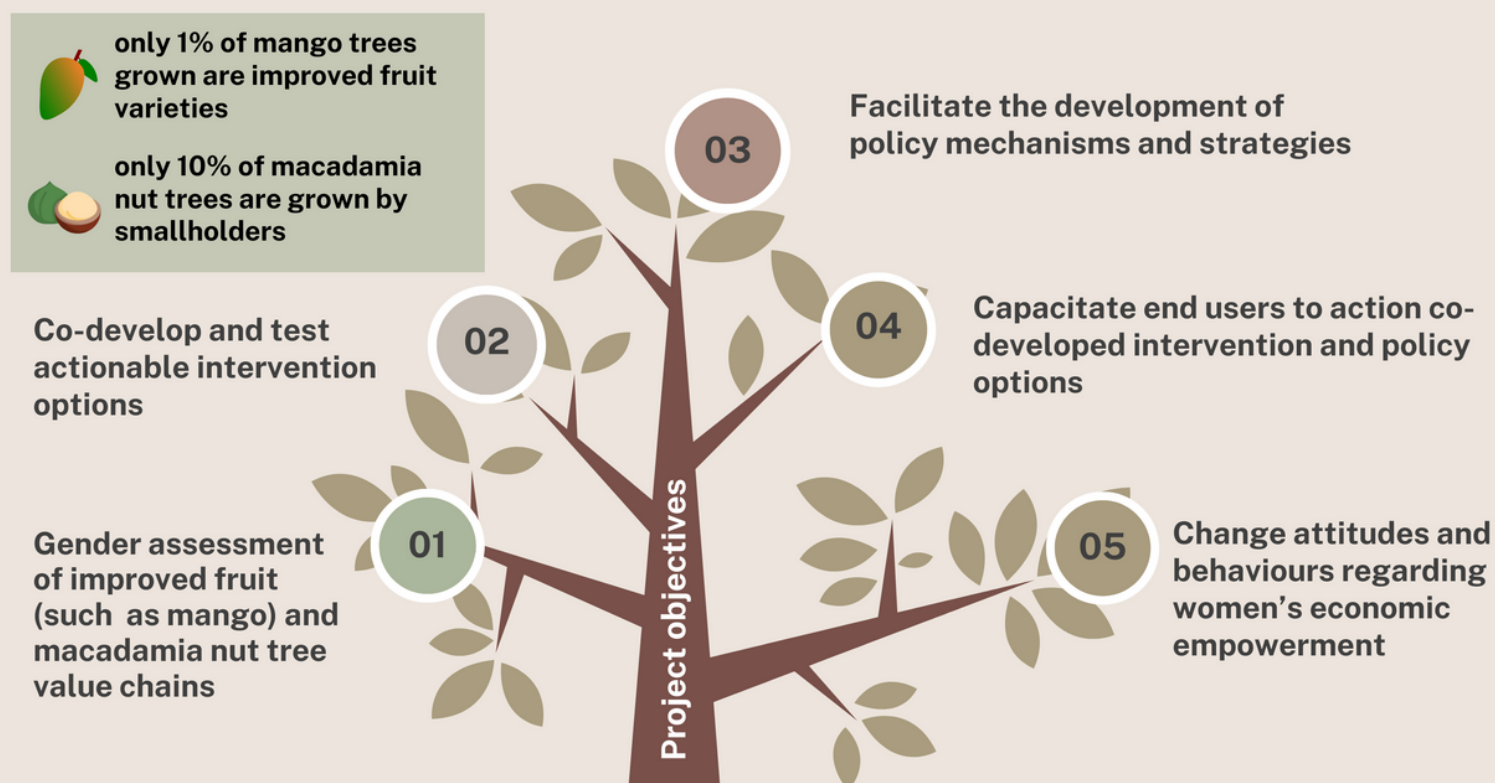 only 1% of mango trees
grown are improved fruit
varieties
only 10% of macadamia
nut trees are grown by
smallholders
03
Facilitate the development of
policy mechanisms and strategies
02
Co-develop and test
actionable intervention
options
04
Capacitate end users to action co-
developed intervention and policy
options
01
Gender assessment
of improved fruit
(such as mango) and
macadamia nut tree
value chains
05
Change attitudes and
behaviours regarding
women's economic
empowerment
Project objectives